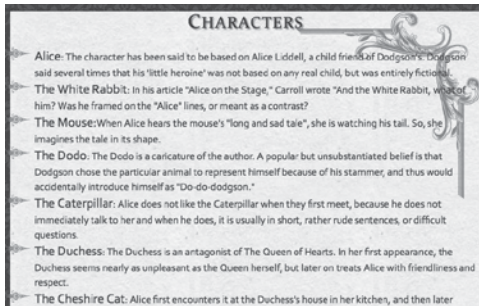 CHARACTERS
Alice: The character has been said to be based on Alice Liddell, a child friend of Dodgson's. Dodgson
said several times that his 'little heroine' was not based on any real child, but was entirely fictional.
The White Rabbit: In his article "Alice on the Stage," Carroll wrote "And the White Rabbit, what of
him? Was he framed on the "Alice" lines, or meant as a contrast?
The Mouse:When Alice hears the mouse's "long and sad tale", she is watching his tail. So, she
imagines the tale in its shape.
The Dodo: The Dodo is a caricature of the author. A popular but unsubstantiated belief is that
Dodgson chose the particular animal to represent himself because of his stammer, and thus would
accidentally introduce himself as "Do-do-dodgson."
The Caterpillar: Alice does not like the Caterpillar when they first meet, because he does not
immediately talk to her and when he does, it is usually in short, rather rude sentences, or difficult
questions.
The Duchess: The Duchess is an antagonist of The Queen of Hearts. In her first appearance, the
Duchess seems nearly as unpleasant as the Queen herself, but later on treats Alice with friendliness and
respect.
The Cheshire Cat: Alice first encounters it at the Duchess's house in her kitchen, and then later